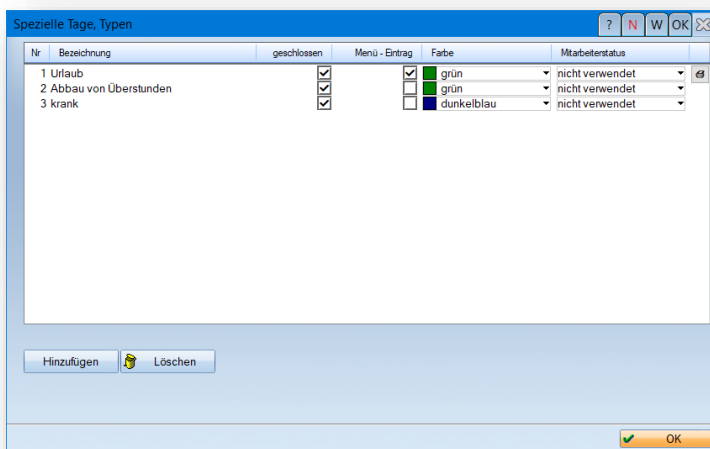 Spezielle Tage, Typen ? N W OK
Nr Bezeichnung geschlossen Menü - Eintrag Farbe Mitarbeiterstatus
1 Urlaub grün nicht verwendet
2 Abbau von Überstunden grün nicht verwendet
3 krank dunkelblau nicht verwendet
Hinzufügen Löschen
OK